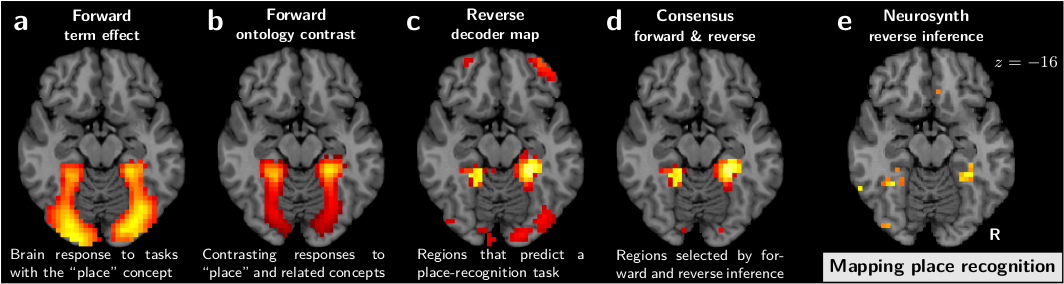 a Forward
term effect
Brain response to tasks
with the “place” concept
b Forward
ontology contrast
Contrasting responses to
“place” and related concepts
c Reverse
decoder map
Regions that predict a
place-recognition task
d Consensus
forward & reverse
Regions selected by for-
ward and reverse inference
e Neurosynth
reverse inference
z = −16
R
Mapping place recognition